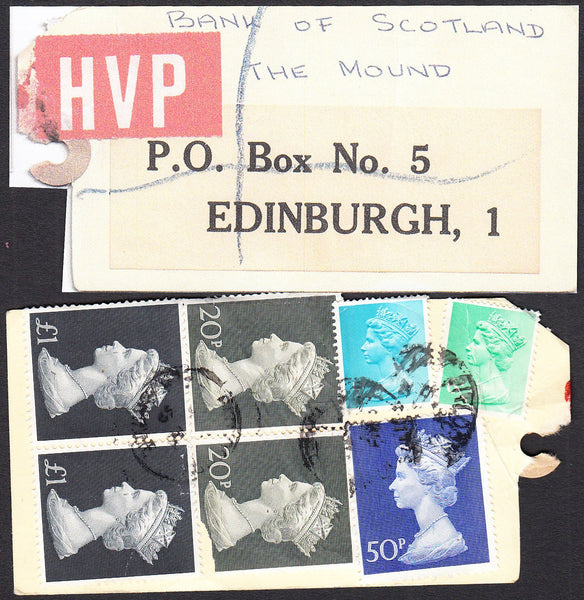 BANK OF SCOTLAND
THE MOUND
HVP
P.O. Box No. 5
EDINBURGH, 1
£1
20P
£1
20P
50P